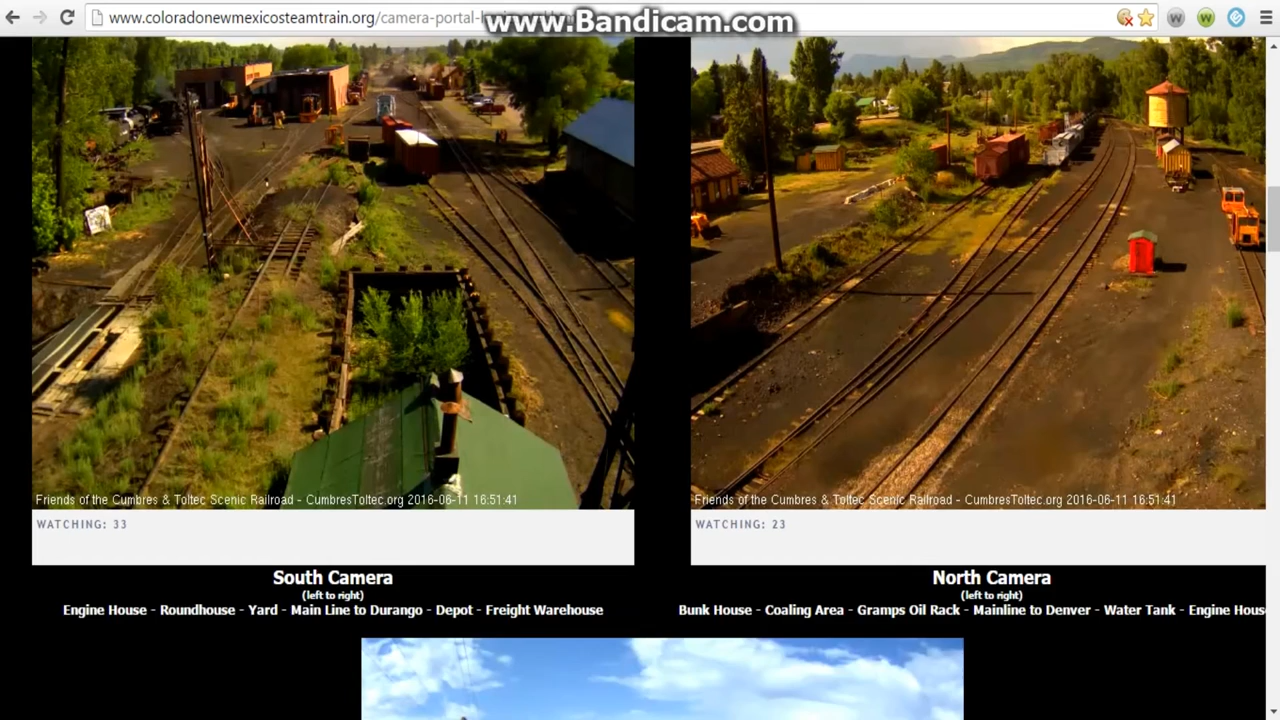 www.coloradonewmexicosteamtrain.org/camera-portal-
www.Bandicam.com
Friends of the Cumbres & Toltec Scenic Railroad - CumbresToltec.org 2016-06-11 16:51:41
Friends of the Cumbres & Toltec Scenic Railroad - CumbresToltec.org 2016-06-11 16:51:41
WATCHING: 33
WATCHING: 23
South Camera
(left to right)
Engine House - Roundhouse - Yard - Main Line to Durango - Depot - Freight Warehouse
North Camera
(left to right)
Bunk House - Coaling Area - Gramps Oil Rack - Mainline to Denver - Water Tank - Engine Hous